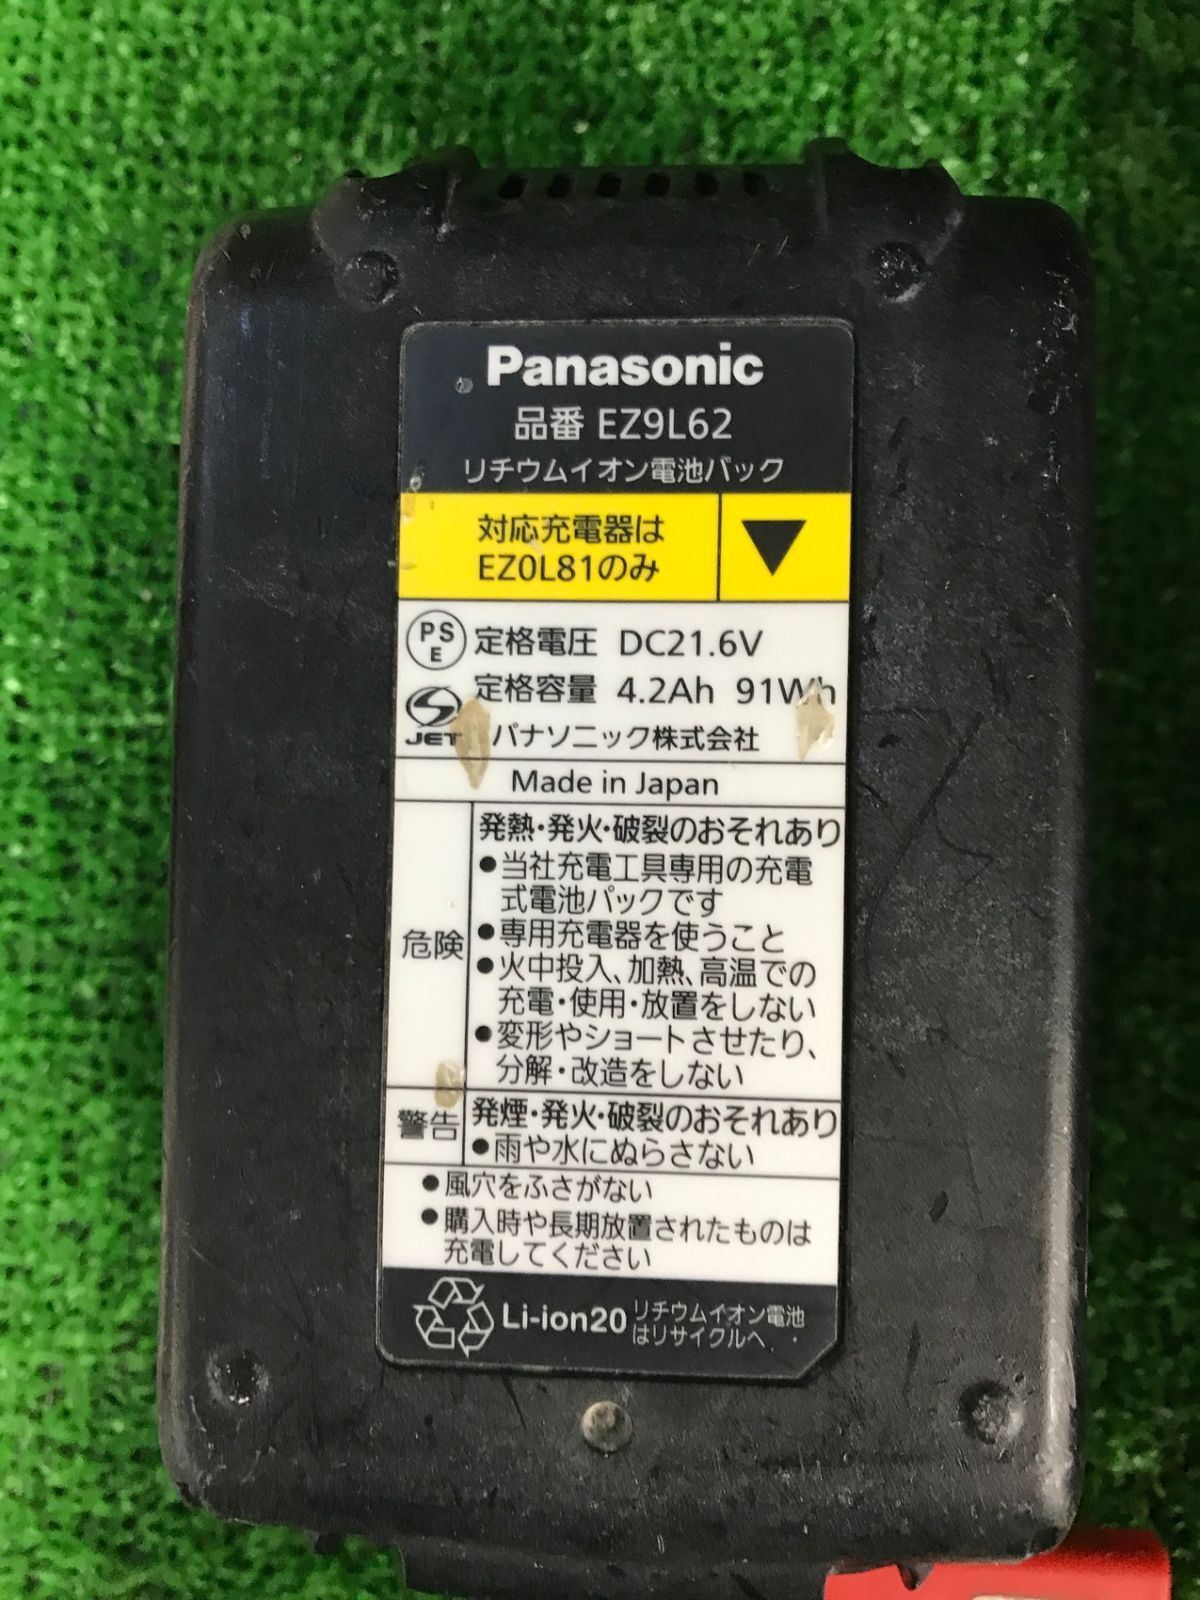 Panasonic
品番 EZ9L62
リチウムイオン電池パック
対応充電器は
EZ0L81のみ
PS
E
定格電圧 DC21.6V
定格容量 4.2Ah 91Wh
JET パナソニック株式会社
Made in Japan
危険
発熱・発火・破裂のおそれあり
●当社充電工具専用の充電
式電池パックです
●専用充電器を使うこと
●火中投入、加熱、高温での
充電・使用・放置をしない
●変形やショートさせたり、
分解・改造をしない
警告
発煙・発火・破裂のおそれあり
●雨や水にぬらさない
●風穴をふさがない
●購入時や長期放置されたものは
充電してください
Li-ion20 リチウムイオン電池
はリサイクルへ